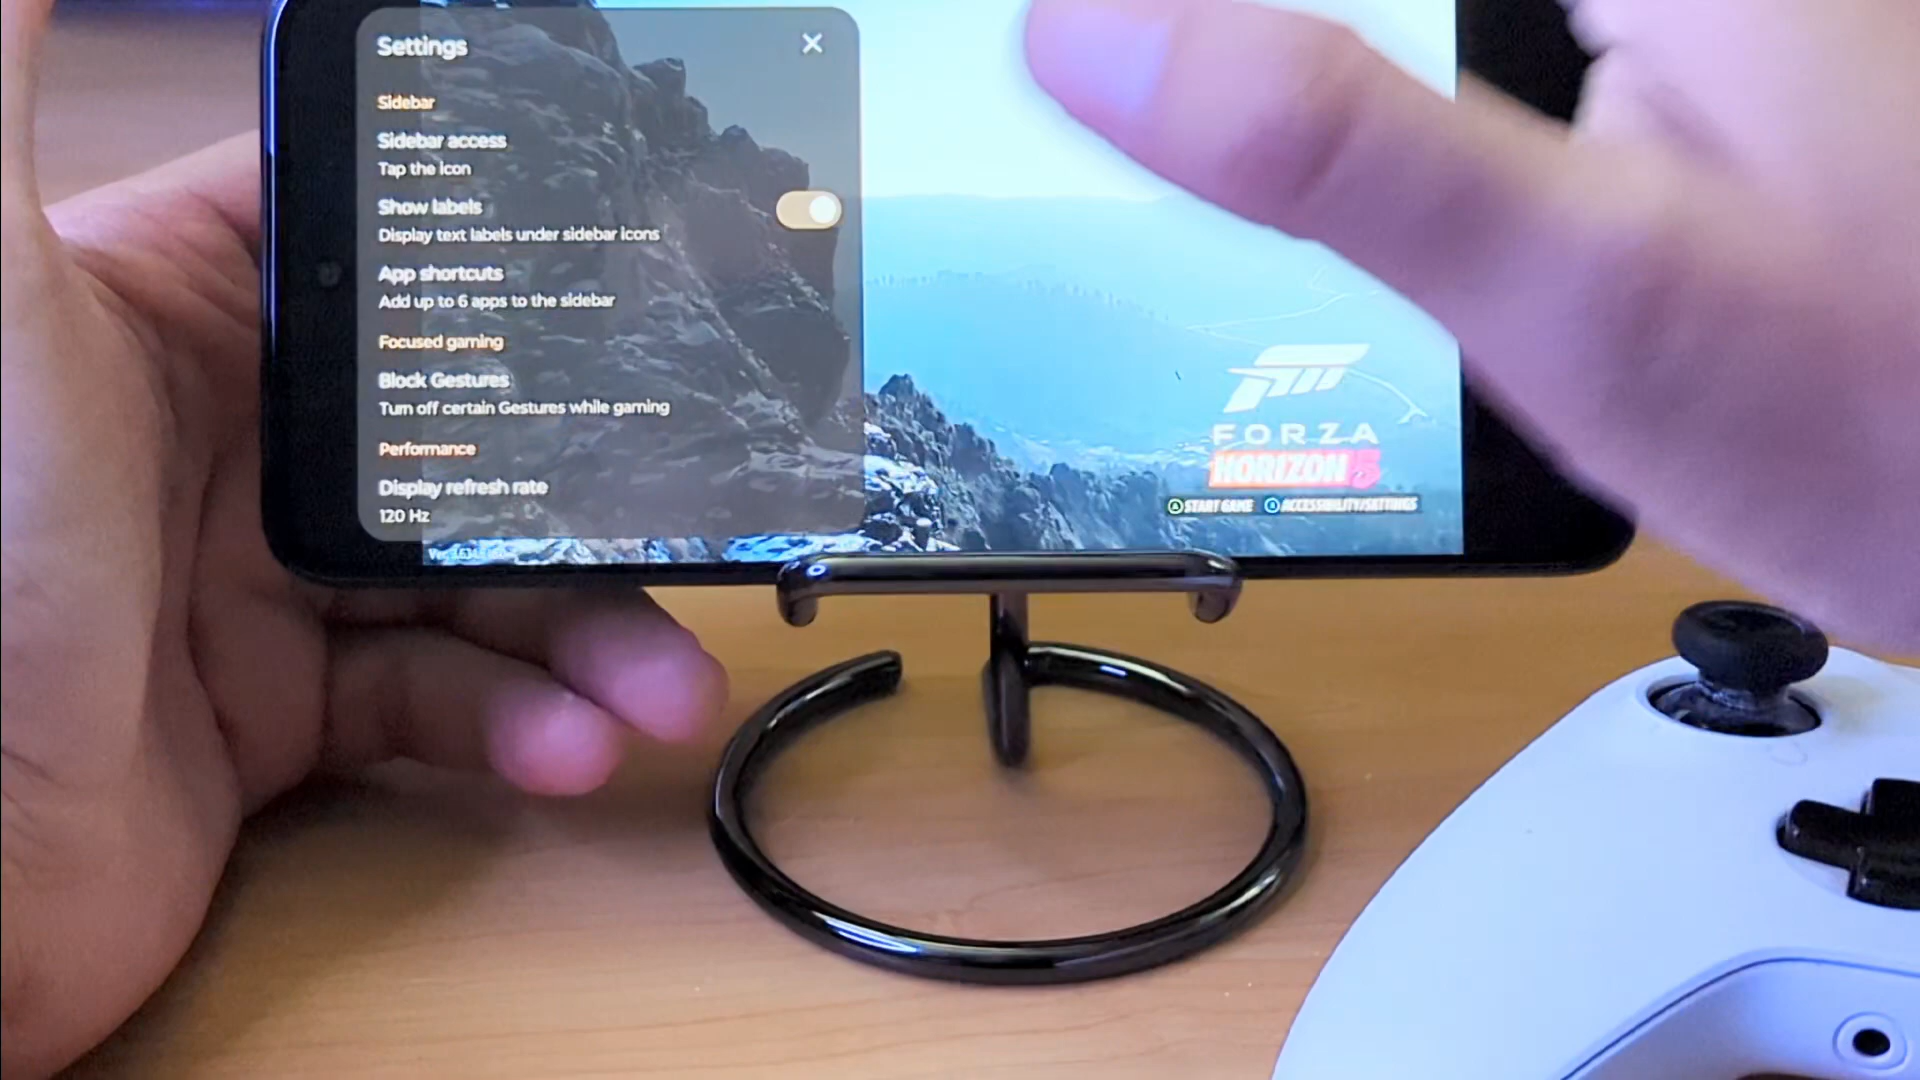 Settings
Sidebar
Sidebar access
Tap the icon
Show labels
Display text labels under sidebar icons
App shortcuts
Add up to 6 apps to the sidebar
Focused gaming
Block Gestures
Turn off certain Gestures while gaming
Performance
Display refresh rate
120 Hz
FORZA
HORIZON 5
A START GAME X ACCESSIBILITY/SETTINGS